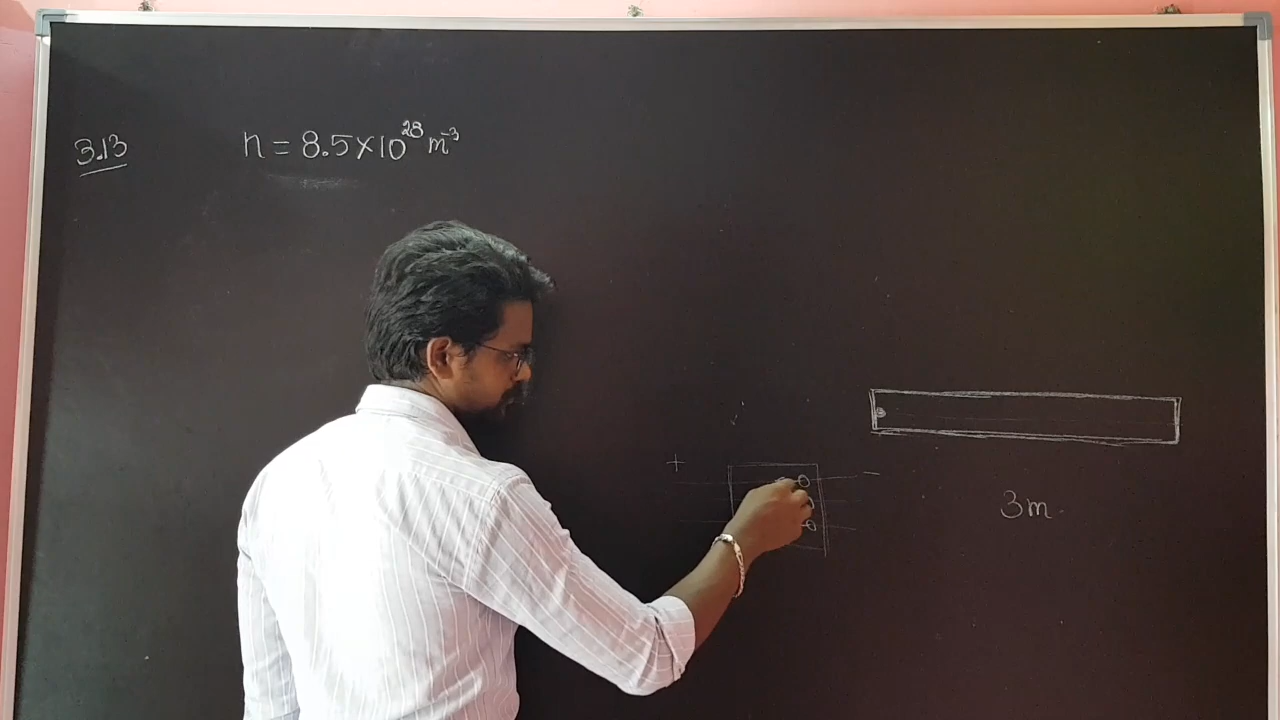 3.13 n = 8.5×10²⁸ m⁻³
+ −
3m